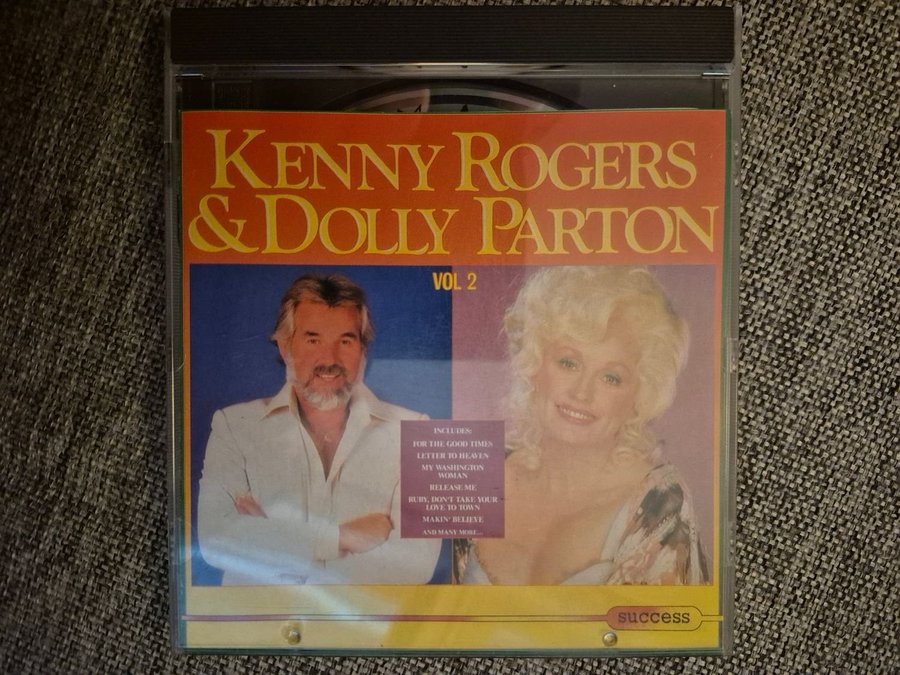 KENNY ROGERS
& DOLLY PARTON
VOL 2
INCLUDES:
FOR THE GOOD TIMES
LETTER TO HEAVEN
MY WASHINGTON
WOMAN
RELEASE ME
RUBY, DON'T TAKE YOUR
LOVE TO TOWN
MAKIN' BELIEVE
AND MANY MORE...
success